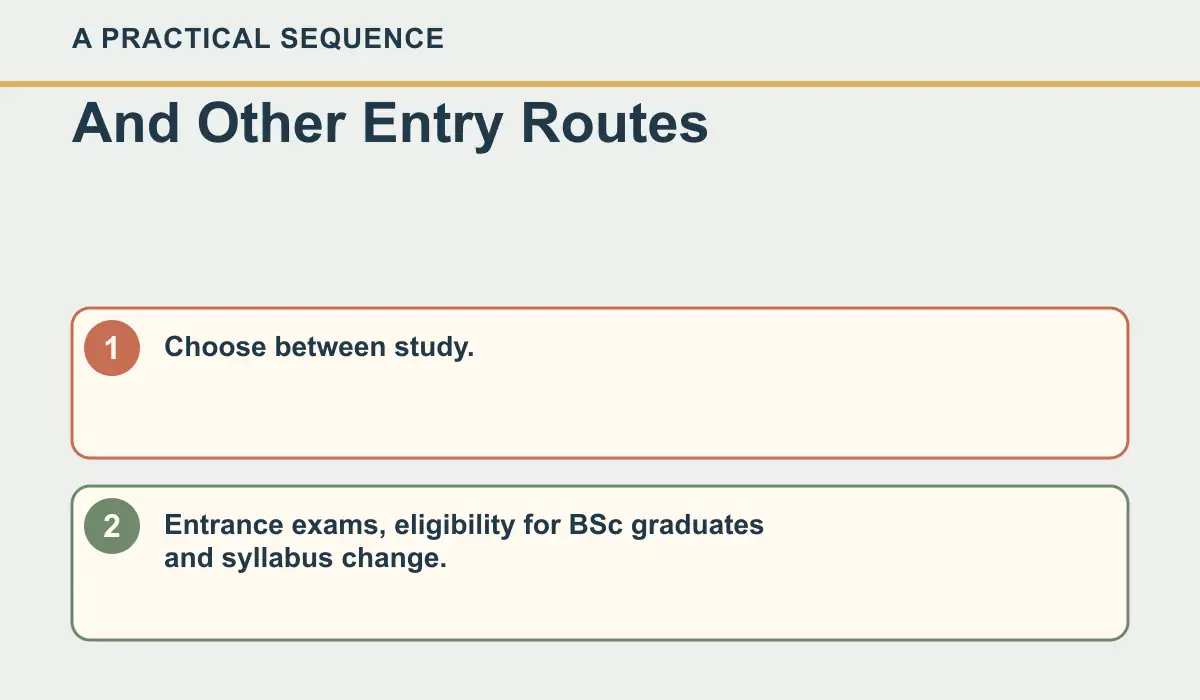 A PRACTICAL SEQUENCE
And Other Entry Routes
1
Choose between study.
2
Entrance exams, eligibility for BSc graduates
and syllabus change.